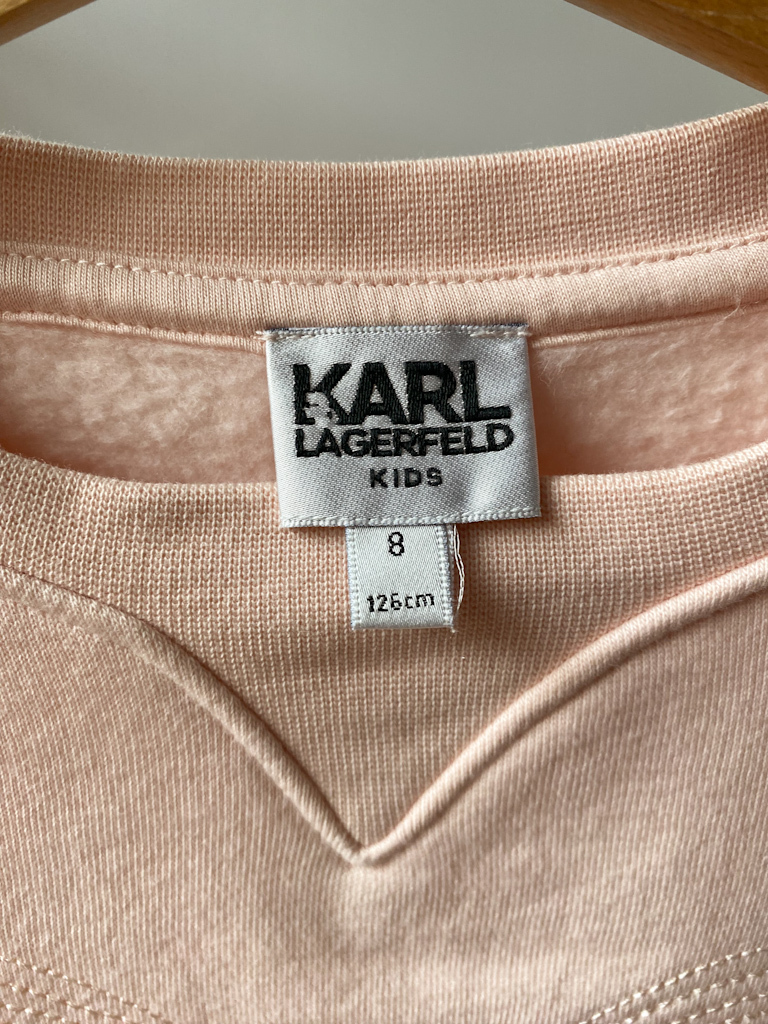 KARL
LAGERFELD
KIDS
8
126cm